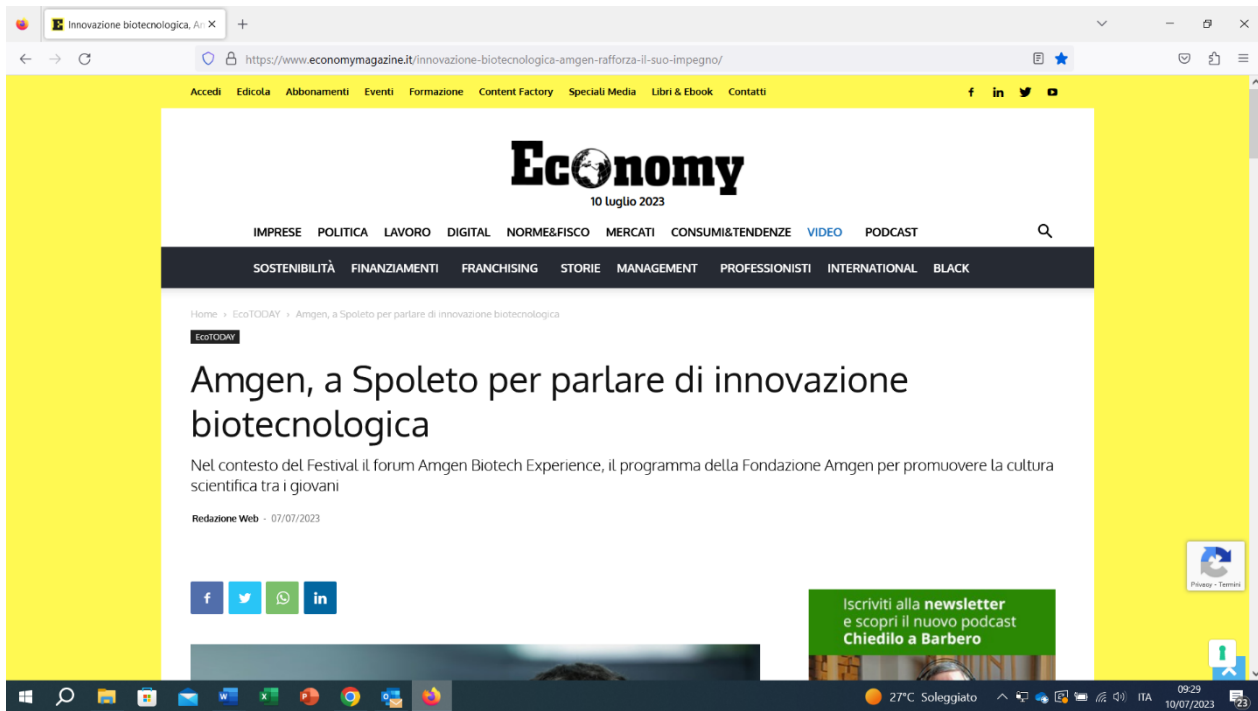 Innovazione biotecnologica, An
https://www.economymagazine.it/innovazione-biotecnologica-amgen-rafforza-il-suo-impegno/
Accedi Edicola Abbonamenti Eventi Formazione Content Factory Speciali Media Libri & Ebook Contatti
Economy
10 luglio 2023
IMPRESE POLITICA LAVORO DIGITAL NORME&FISCO MERCATI CONSUMI&TENDENZE VIDEO PODCAST
SOSTENIBILITÀ FINANZIAMENTI FRANCHISING STORIE MANAGEMENT PROFESSIONISTI INTERNATIONAL BLACK
Home › EcoTODAY › Amgen, a Spoleto per parlare di innovazione biotecnologica
EcoTODAY
Amgen, a Spoleto per parlare di innovazione
biotecnologica
Nel contesto del Festival il forum Amgen Biotech Experience, il programma della Fondazione Amgen per promuovere la cultura
scientifica tra i giovani
Redazione Web - 07/07/2023
Privacy - Termini
Iscriviti alla newsletter
e scopri il nuovo podcast
Chiedilo a Barbero
27°C Soleggiato
ITA
09:29
10/07/2023
23